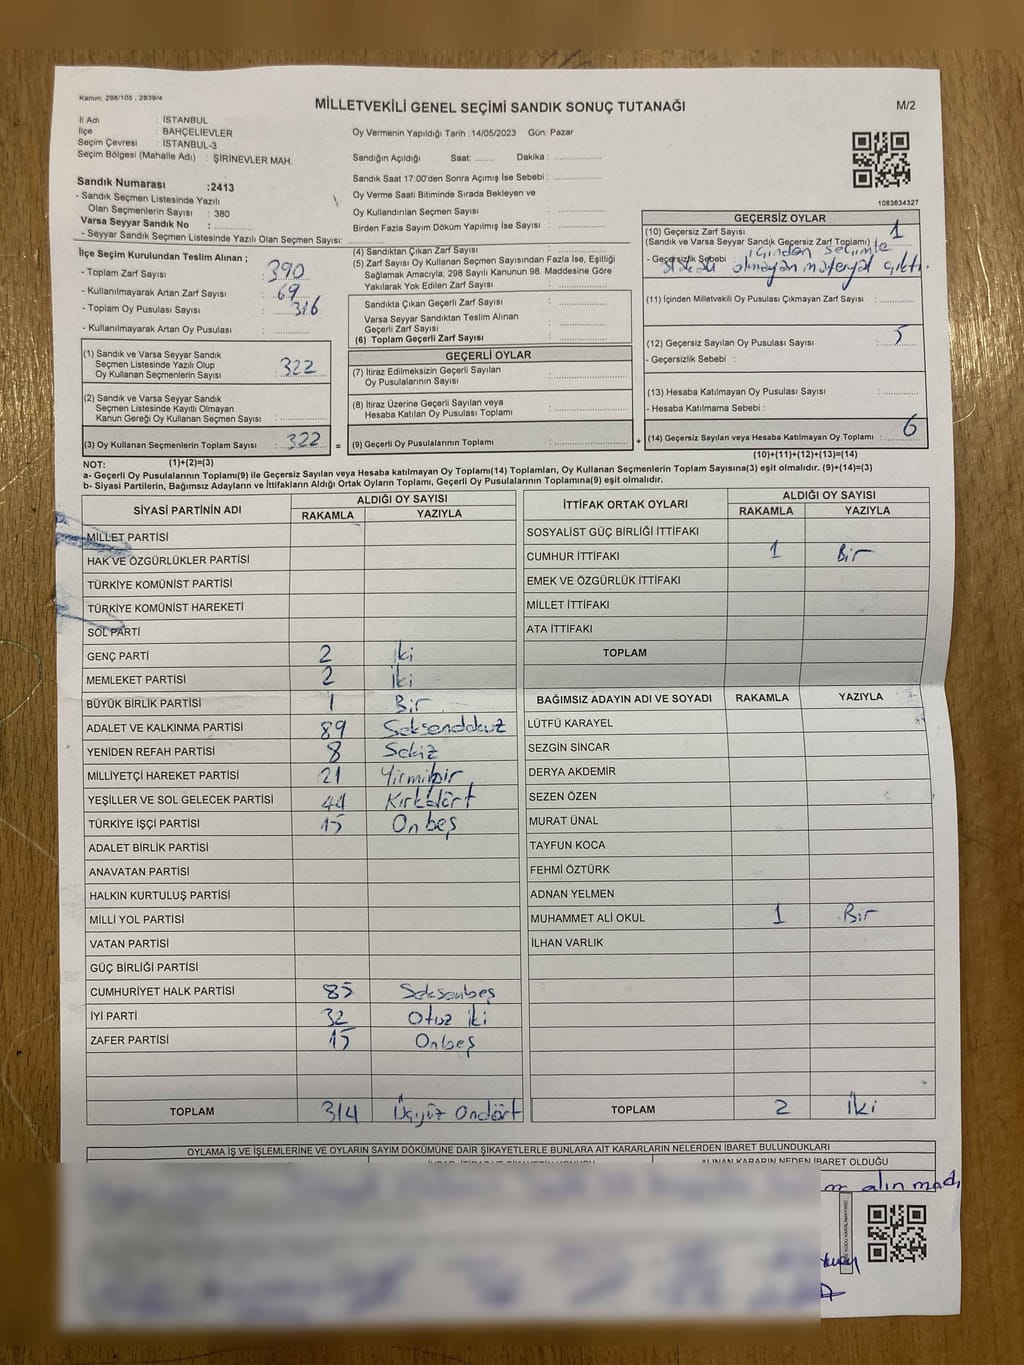 Kanun: 298/105 , 2839/4
MİLLETVEKİLİ GENEL SEÇİMİ SANDIK SONUÇ TUTANAĞI
M/2
İl Adı : İSTANBUL
İlçe : BAHÇELİEVLER
Seçim Çevresi : İSTANBUL-3
Seçim Bölgesi (Mahalle Adı) : ŞİRİNEVLER MAH.
Oy Vermenin Yapıldığı Tarih :14/05/2023 Gün: Pazar
Sandığın Açıldığı Saat: ........ Dakika : ..................
Sandık Saat 17:00'den Sonra Açılmış İse Sebebi : ..................
Oy Verme Saati Bitiminde Sırada Bekleyen ve
Oy Kullandırılan Seçmen Sayısı ..................
Birden Fazla Sayım Döküm Yapılmış İse Sayısı : ..................
1083634327
Sandık Numarası :2413
- Sandık Seçmen Listesinde Yazılı
Olan Seçmenlerin Sayısı : 380
Varsa Seyyar Sandık No :
- Seyyar Sandık Seçmen Listesinde Yazılı Olan Seçmen Sayısı:
İlçe Seçim Kurulundan Teslim Alınan ;
- Toplam Zarf Sayısı : 390
- Kullanılmayarak Artan Zarf Sayısı : 69
- Toplam Oy Pusulası Sayısı : 316
- Kullanılmayarak Artan Oy Pusulası : ..........
(1) Sandık ve Varsa Seyyar Sandık
Seçmen Listesinde Yazılı Olup
Oy Kullanan Seçmenlerin Sayısı : 322
(2) Sandık ve Varsa Seyyar Sandık
Seçmen Listesinde Kayıtlı Olmayan
Kanun Gereği Oy Kullanan Seçmen Sayısı : ..........
(3) Oy Kullanan Seçmenlerin Toplam Sayısı : 322 =
(1)+(2)=(3)
(4) Sandıktan Çıkan Zarf Sayısı : ..........
(5) Zarf Sayısı Oy Kullanan Seçmen Sayısından Fazla İse, Eşitliği
Sağlamak Amacıyla; 298 Sayılı Kanunun 98. Maddesine Göre
Yakılarak Yok Edilen Zarf Sayısı : ..........
Sandıkta Çıkan Geçerli Zarf Sayısı : ..........
Varsa Seyyar Sandıktan Teslim Alınan
Geçerli Zarf Sayısı : ..........
(6) Toplam Geçerli Zarf Sayısı : ..........
GEÇERLİ OYLAR
(7) İtiraz Edilmeksizin Geçerli Sayılan
Oy Pusulalarının Sayısı : ..........
(8) İtiraz Üzerine Geçerli Sayılan veya
Hesaba Katılan Oy Pusulası Toplamı : ..........
(9) Geçerli Oy Pusulalarının Toplamı : .......... +
GEÇERSİZ OYLAR
(10) Geçersiz Zarf Sayısı : 1
(Sandık ve Varsa Seyyar Sandık Geçersiz Zarf Toplamı)
- Geçersizlik Sebebi : içinden seçimle
alakası olmayan materyal çıktı.
(11) İçinden Milletvekili Oy Pusulası Çıkmayan Zarf Sayısı : ..........
(12) Geçersiz Sayılan Oy Pusulası Sayısı : 5
- Geçersizlik Sebebi :
(13) Hesaba Katılmayan Oy Pusulası Sayısı : ..........
- Hesaba Katılmama Sebebi :
(14) Geçersiz Sayılan veya Hesaba Katılmayan Oy Toplamı : 6
(10)+(11)+(12)+(13)=(14)
NOT:
a- Geçerli Oy Pusulaları Toplamı(9) ile Geçersiz Sayılan veya Hesaba katılmayan Oy Toplamı(14) Toplamları, Oy Kullanan Seçmenlerin Toplam Sayısına(3) eşit olmalıdır. (9)+(14)=(3)
b- Siyasi Partilerin, Bağımsız Adayların ve İttifakların Aldığı Ortak Oyların Toplamı, Geçerli Oy Pusulalarının Toplamına(9) eşit olmalıdır.
SİYASİ PARTİNİN ADI ALDIĞI OY SAYISI
RAKAMLA YAZIYLA
MİLLET PARTİSİ
HAK VE ÖZGÜRLÜKLER PARTİSİ
TÜRKİYE KOMÜNİST PARTİSİ
TÜRKİYE KOMÜNİST HAREKETİ
SOL PARTİ
GENÇ PARTİ 2 iki
MEMLEKET PARTİSİ 2 iki
BÜYÜK BİRLİK PARTİSİ 1 Bir
ADALET VE KALKINMA PARTİSİ 89 Seksendokuz
YENİDEN REFAH PARTİSİ 8 Sekiz
MİLLİYETÇİ HAREKET PARTİSİ 21 Yirmibir
YEŞİLLER VE SOL GELECEK PARTİSİ 44 Kırkdört
TÜRKİYE İŞÇİ PARTİSİ 15 Onbeş
ADALET BİRLİK PARTİSİ
ANAVATAN PARTİSİ
HALKIN KURTULUŞ PARTİSİ
MİLLİ YOL PARTİSİ
VATAN PARTİSİ
GÜÇ BİRLİĞİ PARTİSİ
CUMHURİYET HALK PARTİSİ 85 Seksenbeş
İYİ PARTİ 32 Otuz iki
ZAFER PARTİSİ 15 Onbeş
TOPLAM 314 Üçyüz Ondört
İTTİFAK ORTAK OYLARI ALDIĞI OY SAYISI
RAKAMLA YAZIYLA
SOSYALİST GÜÇ BİRLİĞİ İTTİFAKI
CUMHUR İTTİFAKI 1 Bir
EMEK VE ÖZGÜRLÜK İTTİFAKI
MİLLET İTTİFAKI
ATA İTTİFAKI
TOPLAM
BAĞIMSIZ ADAYIN ADI VE SOYADI RAKAMLA YAZIYLA
LÜTFÜ KARAYEL
SEZGİN SİNCAR
DERYA AKDEMİR
SEZEN ÖZEN
MURAT ÜNAL
TAYFUN KOCA
FEHMİ ÖZTÜRK
ADNAN YELMEN
MUHAMMET ALİ OKUL 1 Bir
İLHAN VARLIK
TOPLAM 2 iki
OYLAMA İŞ VE İŞLEMLERİNE VE OYLARIN SAYIM DÖKÜMÜNE DAİR ŞİKAYETLERLE BUNLARA AİT KARARLARIN NELERDEN İBARET BULUNDUKLARI
ALINAN KARARIN NEDEN İBARET OLDUĞU
alınmadı